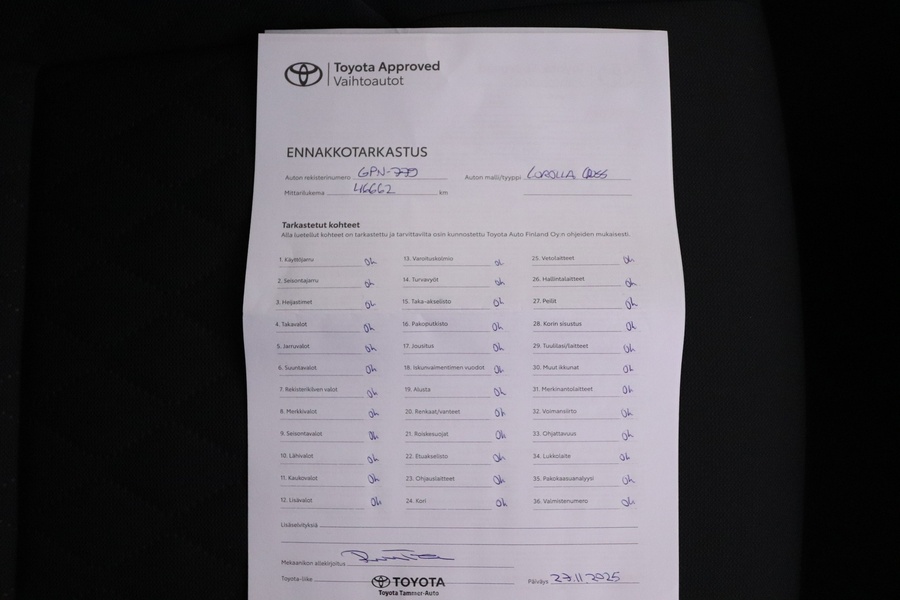 Toyota Approved
Vaihtoautot
ENNAKKOTARKASTUS
Auton rekisterinumero GPN-779 Auton malli/tyyppi COROLLA CROSS
Mittarilukema 46662 km
Tarkastetut kohteet
Alla luetellut kohteet on tarkastettu ja tarvittavilla osin kunnostettu Toyota Auto Finland Oy:n ohjeiden mukaisesti.
1. Käyttöjarru Ok 13. Varoituskolmio ok 25. Vetolaitteet Ok
2. Seisontajarru Ok 14. Turvavyöt Ok 26. Hallintalaitteet Ok
3. Heijastimet Ok 15. Taka-akselisto Ok 27. Peilit Ok
4. Takavalot Ok 16. Pakoputkisto Ok 28. Korin sisustus Ok
5. Jarruvalot Ok 17. Jousitus Ok 29. Tuulilasi/laitteet Ok
6. Suuntavalot Ok 18. Iskunvaimentimen vuodot Ok 30. Muut ikkunat Ok
7. Rekisterikilven valot Ok 19. Alusta Ok 31. Merkinantolaitteet Ok
8. Merkkivalot Ok 20. Renkaat/vanteet Ok 32. Voimansiirto Ok
9. Seisontavalot Ok 21. Roiskesuojat Ok 33. Ohjattavuus Ok
10. Lähivalot Ok 22. Etuakselisto Ok 34. Lukkolaite Ok
11. Kaukovalot Ok 23. Ohjauslaitteet Ok 35. Pakokaasuanalyysi Ok
12. Lisävalot Ok 24. Kori Ok 36. Valmistenumero Ok
Lisäselvityksiä
Mekaanikon allekirjoitus
Toyota-liike TOYOTA Päiväys 27.11.2025
Toyota Tammer-Auto